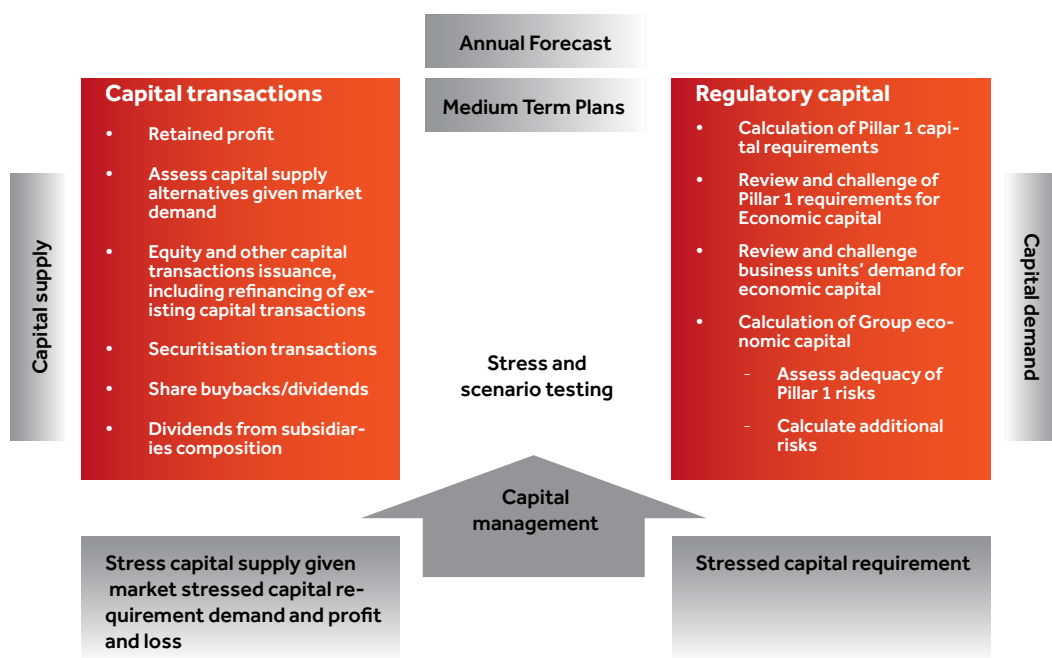 Annual Forecast
Medium Term Plans
Capital supply
Capital transactions
• Retained profit
• Assess capital supply
alternatives given market
demand
• Equity and other capital
transactions issuance,
including refinancing of ex-
isting capital transactions
• Securitisation transactions
• Share buybacks/dividends
• Dividends from subsidiar-
ies composition
Stress and
scenario testing
Regulatory capital
• Calculation of Pillar 1 capi-
tal requirements
• Review and challenge of
Pillar 1 requirements for
Economic capital
• Review and challenge
business units’ demand for
economic capital
• Calculation of Group eco-
nomic capital
- Assess adequacy of
Pillar 1 risks
- Calculate additional
risks
Capital demand
Capital
management
Stress capital supply given
market stressed capital re-
quirement demand and profit
and loss
Stressed capital requirement